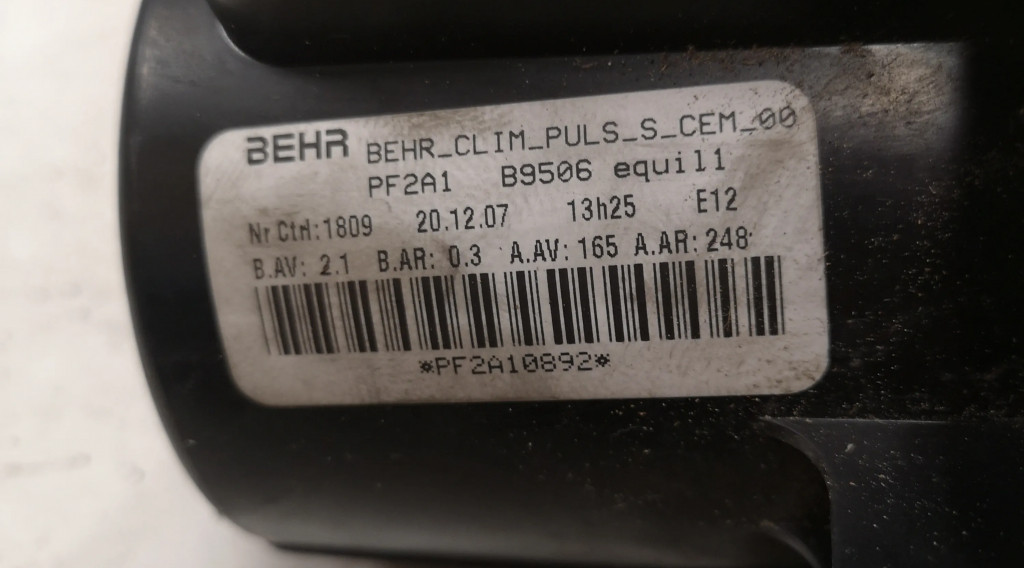 BEHR BEHR_CLIM_PULS_S_CEM_00
PF2A1 B9506 equil1
Nr Ctrl:1809 20.12.07 13h25 E12
B.AV: 2.1 B.AR: 0.3 A.AV: 165 A.AR: 248
*PF2A10892*